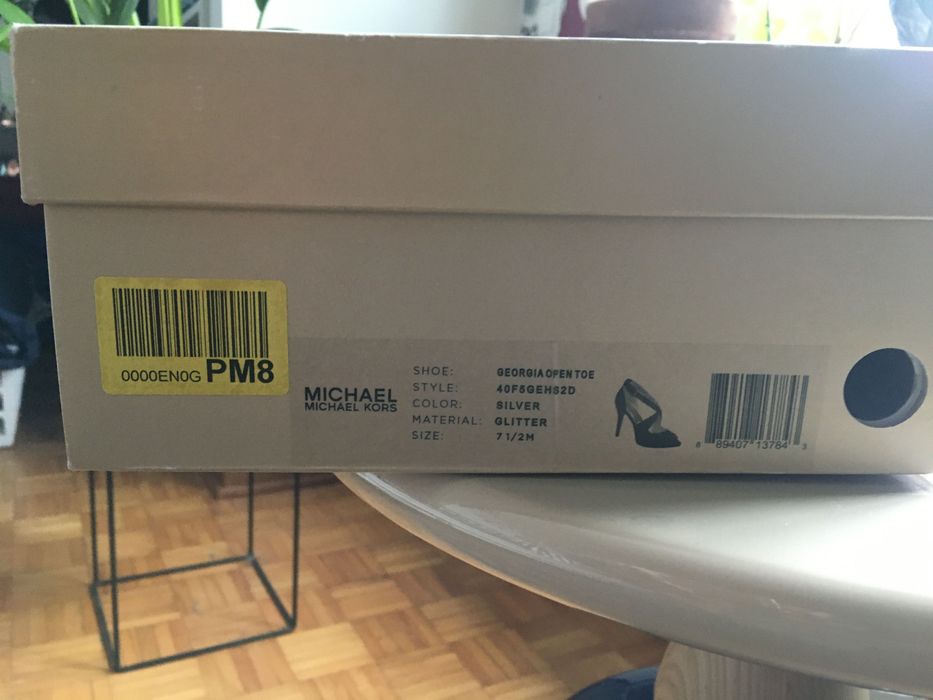 0000EN0G PM8
MICHAEL
MICHAEL KORS
SHOE: GEORGIA OPEN TOE
STYLE: 40F5GEHS2D
COLOR: SILVER
MATERIAL: GLITTER
SIZE: 7 1/2M
8 89407 13784 3